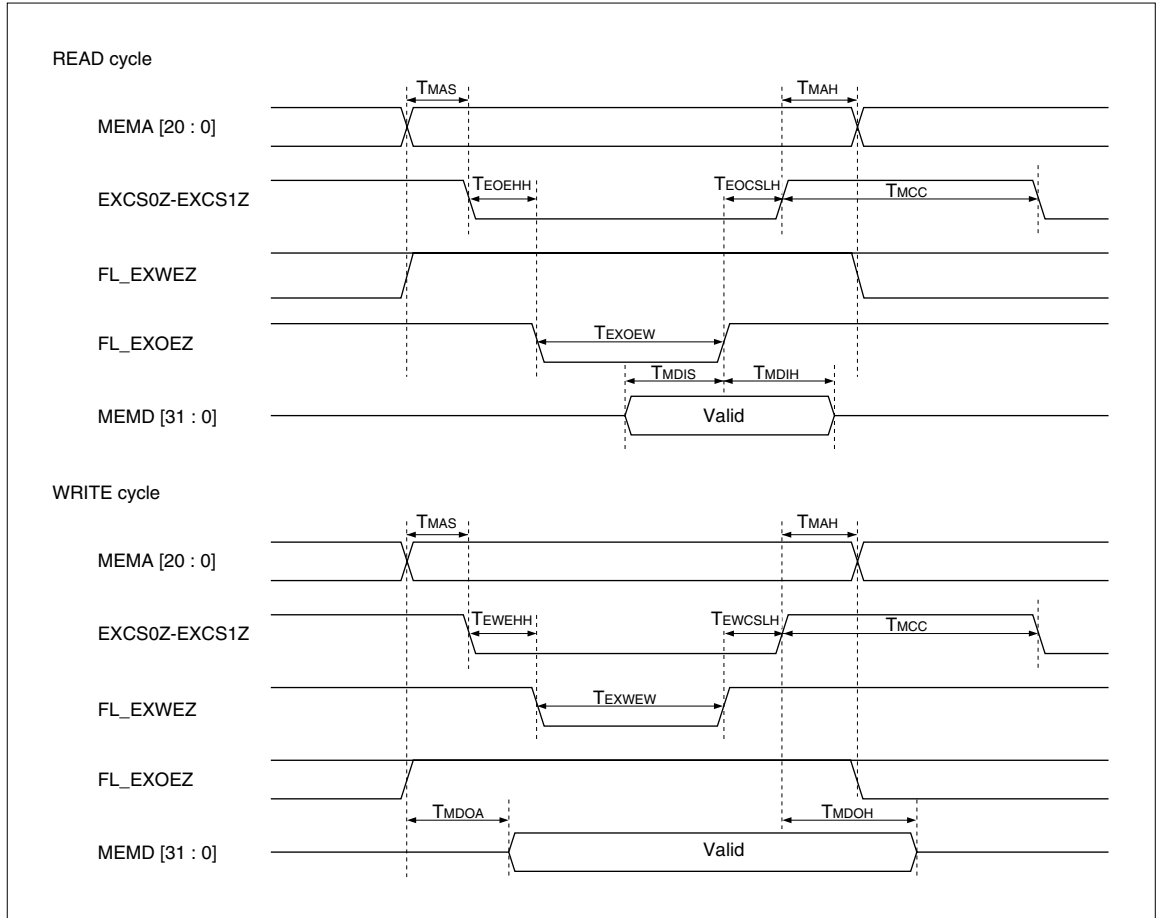 READ cycle
TMAS TMAH
MEMA [20 : 0]
EXCS0Z-EXCS1Z TEOEHH TEOCSLH TMCC
FL_EXWEZ
FL_EXOEZ TEXOEW
TMDIS TMDIH
MEMD [31 : 0] Valid
WRITE cycle
TMAS TMAH
MEMA [20 : 0]
EXCS0Z-EXCS1Z TEWEHH TEWCSLH TMCC
FL_EXWEZ TEXWEW
FL_EXOEZ
TMDOA TMDOH
MEMD [31 : 0] Valid